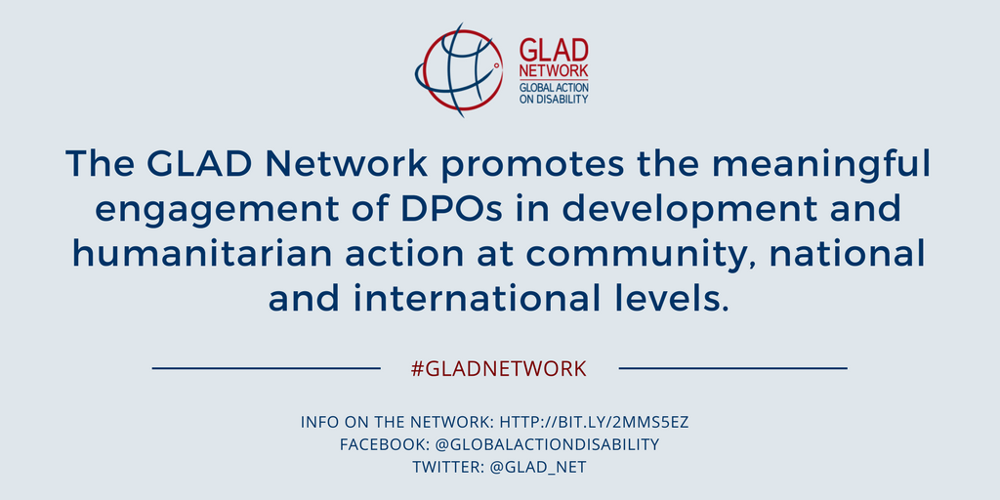 GLAD
NETWORK
GLOBAL ACTION
ON DISABILITY
The GLAD Network promotes the meaningful
engagement of DPOs in development and
humanitarian action at community, national
and international levels.
#GLADNETWORK
INFO ON THE NETWORK: HTTP://BIT.LY/2MMS5EZ
FACEBOOK: @GLOBALACTIONDISABILITY
TWITTER: @GLAD_NET